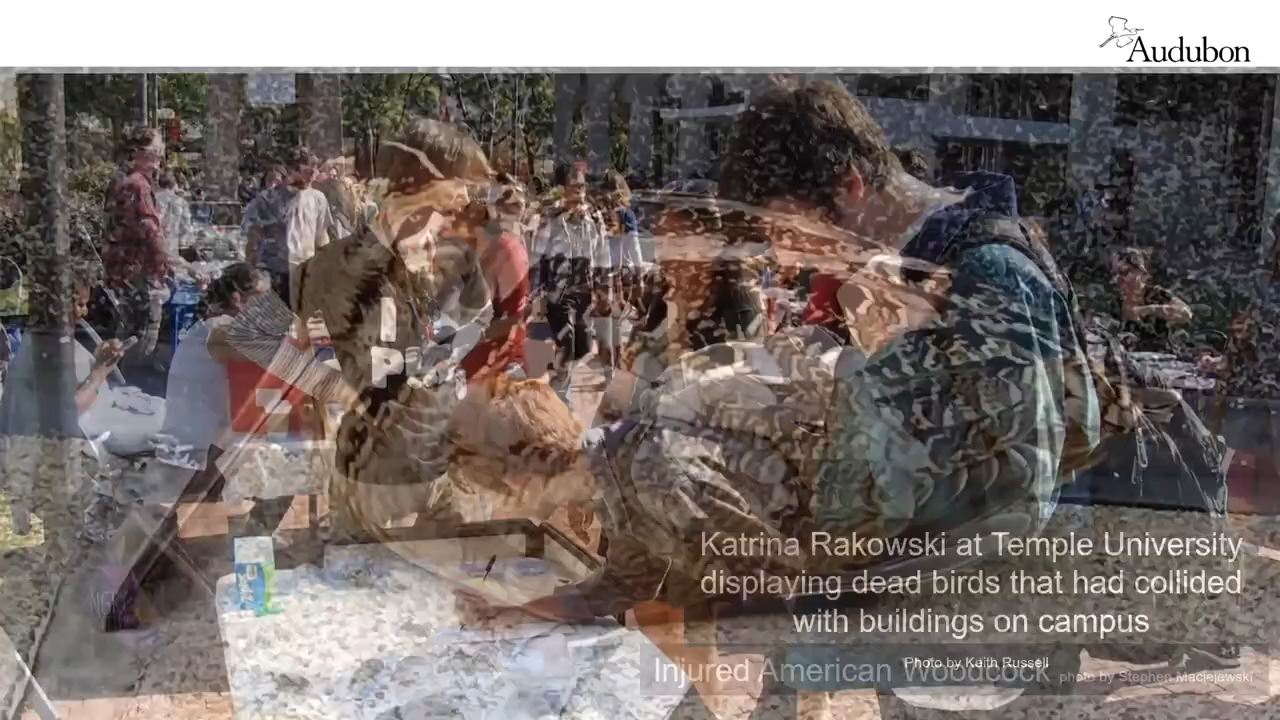 Audubon
Katrina Rakowski at Temple University
displaying dead birds that had collided
with buildings on campus
Photo by Keith Russell
Injured American Woodcock photo by Stephen Maciejewski